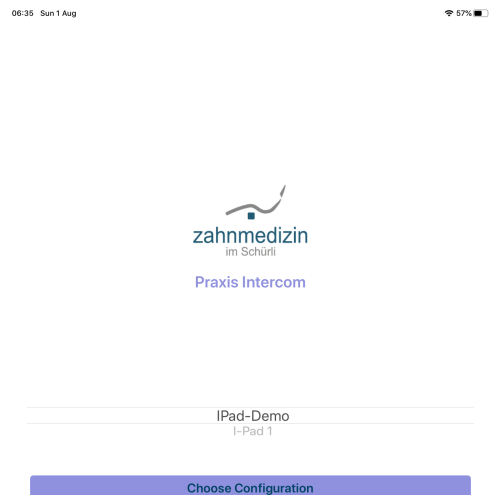 06:35 Sun 1 Aug 57%
zahnmedizin
im Schürli
Praxis Intercom
IPad-Demo
I-Pad 1
Choose Configuration